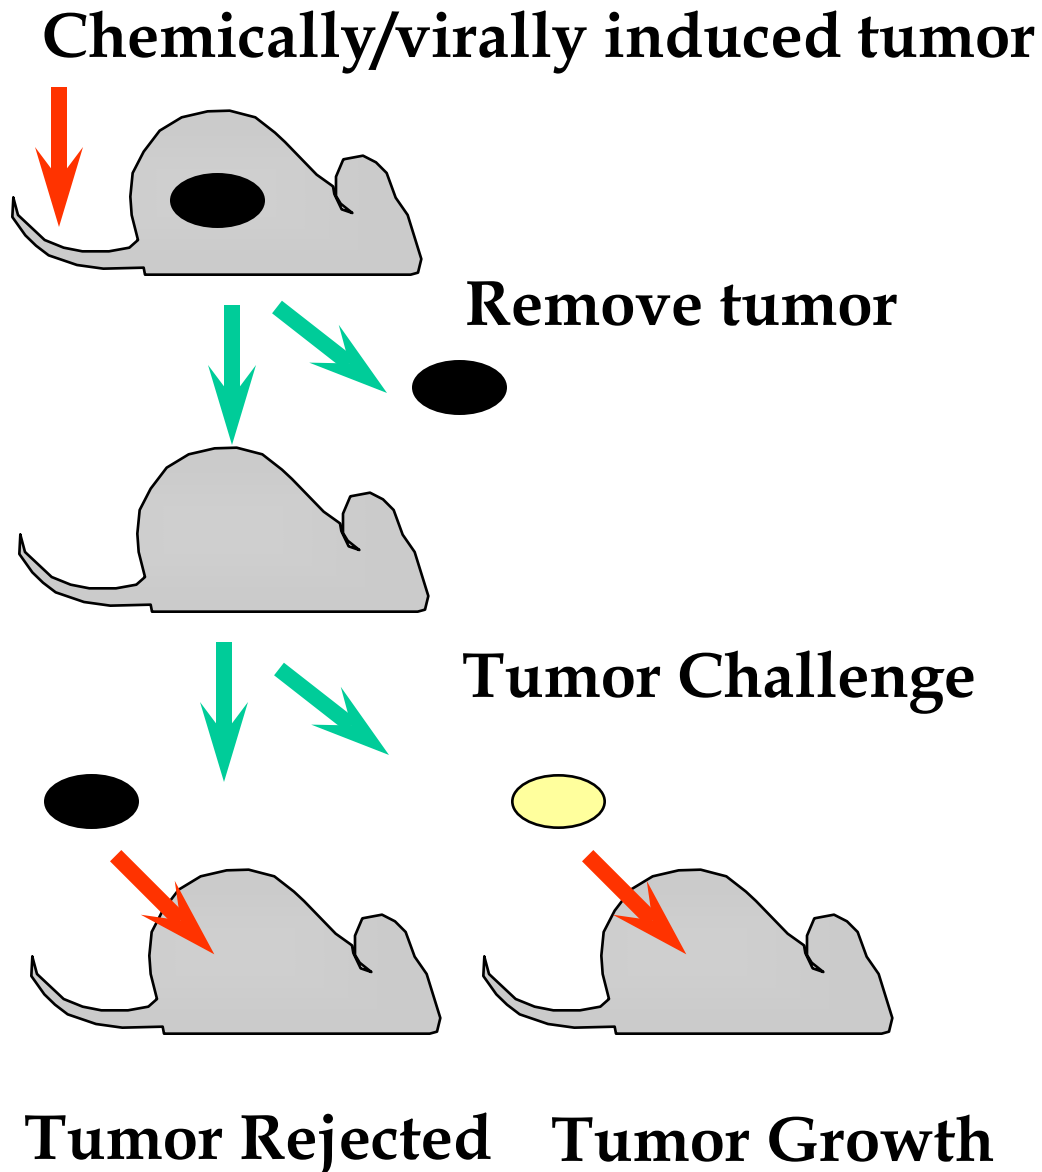 Chemically/virally induced tumor
Remove tumor
Tumor Challenge
Tumor Rejected
Tumor Growth